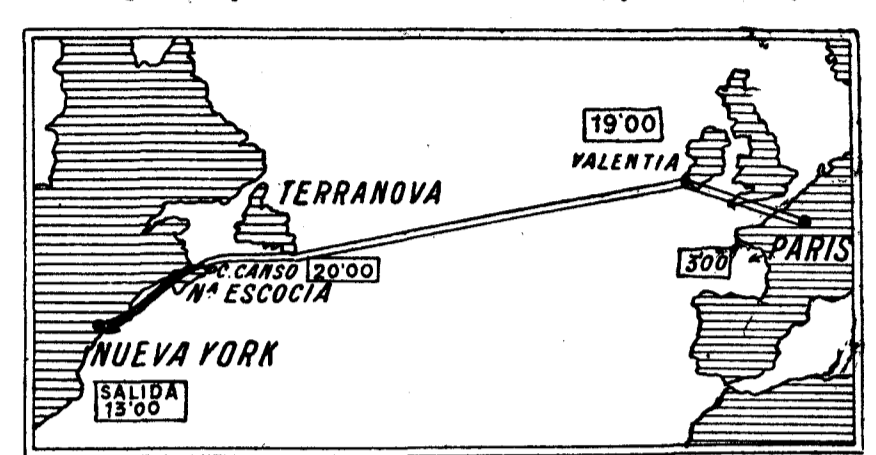 19'00
VALENTIA
TERRANOVA
C. CANSO 20'00
Nª ESCOCIA
3'00
PARIS
NUEVA YORK
SALIDA
13'00